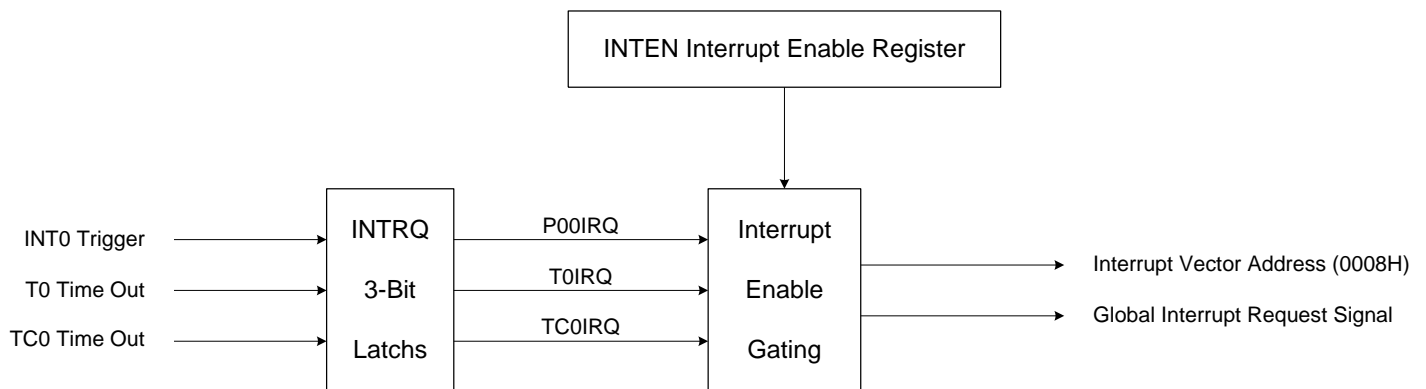 INTEN Interrupt Enable Register
INT0 Trigger
T0 Time Out
TC0 Time Out
INTRQ
3-Bit
Latchs
P00IRQ
T0IRQ
TC0IRQ
Interrupt
Enable
Gating
Interrupt Vector Address (0008H)
Global Interrupt Request Signal